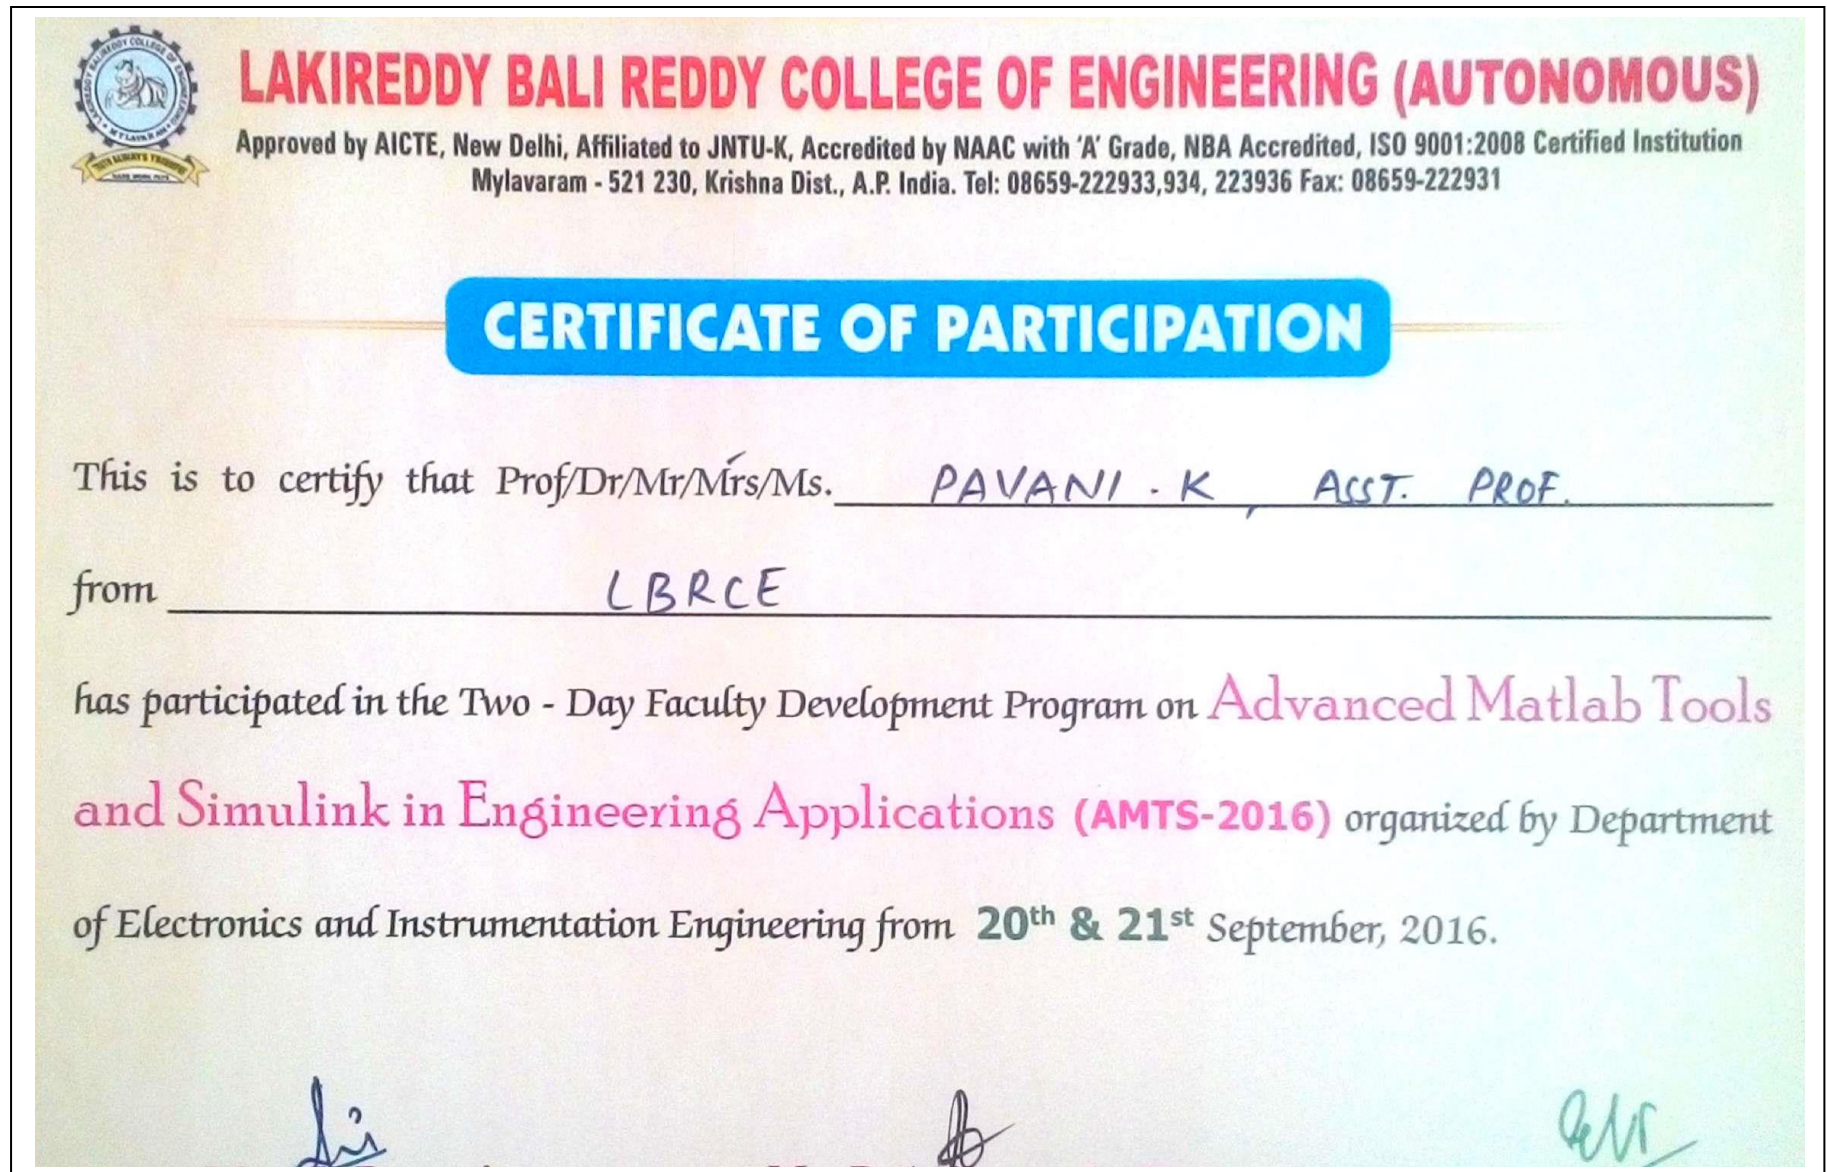 LAKIREDDY BALI REDDY COLLEGE OF ENGINEERING (AUTONOMOUS)
Approved by AICTE, New Delhi, Affiliated to JNTU-K, Accredited by NAAC with 'A' Grade, NBA Accredited, ISO 9001:2008 Certified Institution
Mylavaram - 521 230, Krishna Dist., A.P. India. Tel: 08659-222933,934, 223936 Fax: 08659-222931
CERTIFICATE OF PARTICIPATION
This is to certify that Prof/Dr/Mr/Mrs/Ms. PAVANI . K, ASST. PROF.
from LBRCE
has participated in the Two - Day Faculty Development Program on Advanced Matlab Tools
and Simulink in Engineering Applications (AMTS-2016) organized by Department
of Electronics and Instrumentation Engineering from 20th & 21st September, 2016.